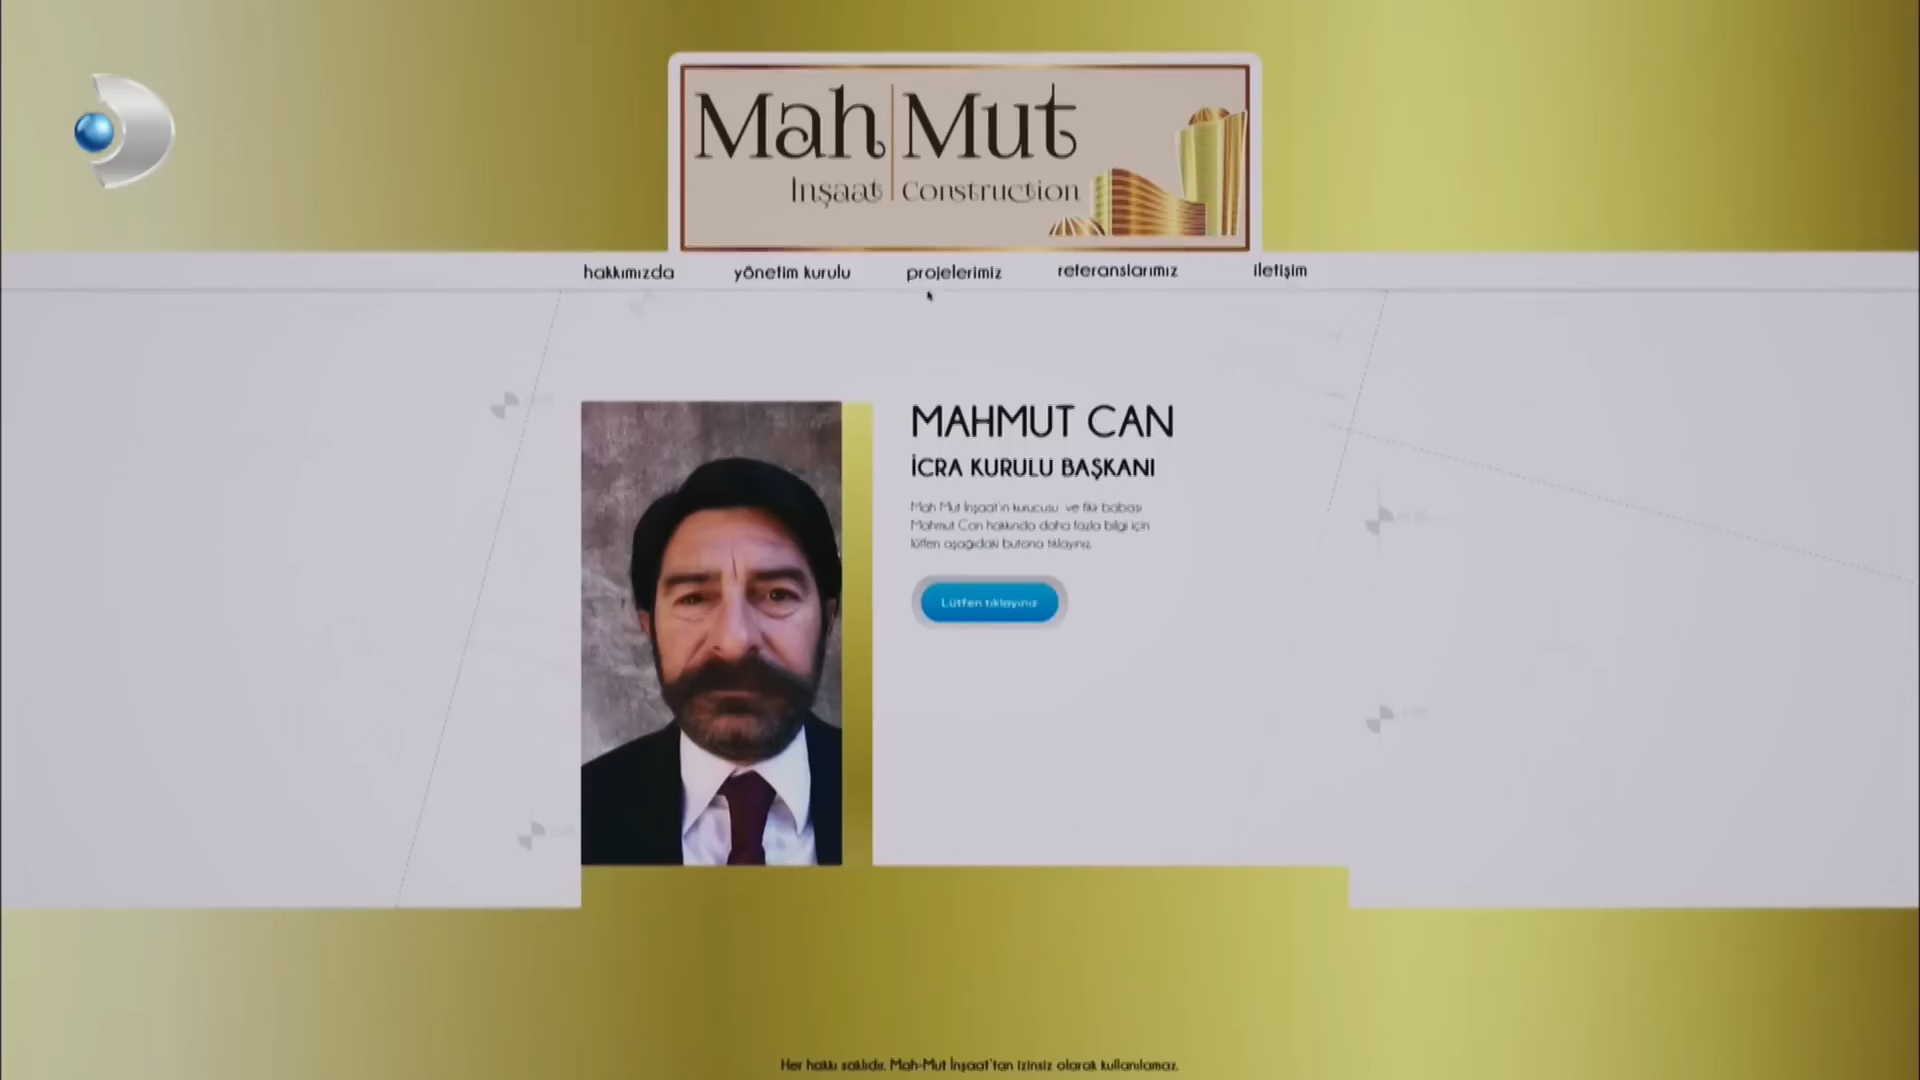 Mah Mut
İnşaat Construction
hakkımızda yönetim kurulu projelerimiz referanslarımız iletişim
MAHMUT CAN
İCRA KURULU BAŞKANI
Mah Mut İnşaat'ın kurucusu ve fikir babası
Mahmut Can hakkında daha fazla bilgi için
lütfen aşağıdaki butona tıklayınız.
Lütfen tıklayınız
Her hakkı saklıdır. Mah-Mut İnşaat'tan izinsiz olarak kullanılamaz.